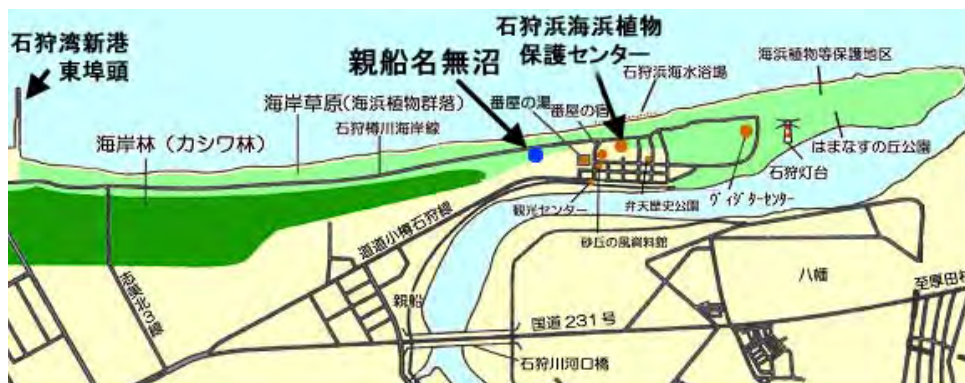 石狩湾新港
東埠頭
親船名無沼
石狩浜海浜植物
保護センター
石狩浜海水浴場
海浜植物等保護地区
海岸草原(海浜植物群落)
番屋の湯
番屋の宿
石狩樽川海岸線
海岸林(カシワ林)
はまなすの丘公園
石狩灯台
ヴィジターセンター
観光センター
弁天歴史公園
砂丘の風資料館
道道小樽石狩線
志美北3線
親船
八幡
至厚田村
国道231号
石狩川河口橋